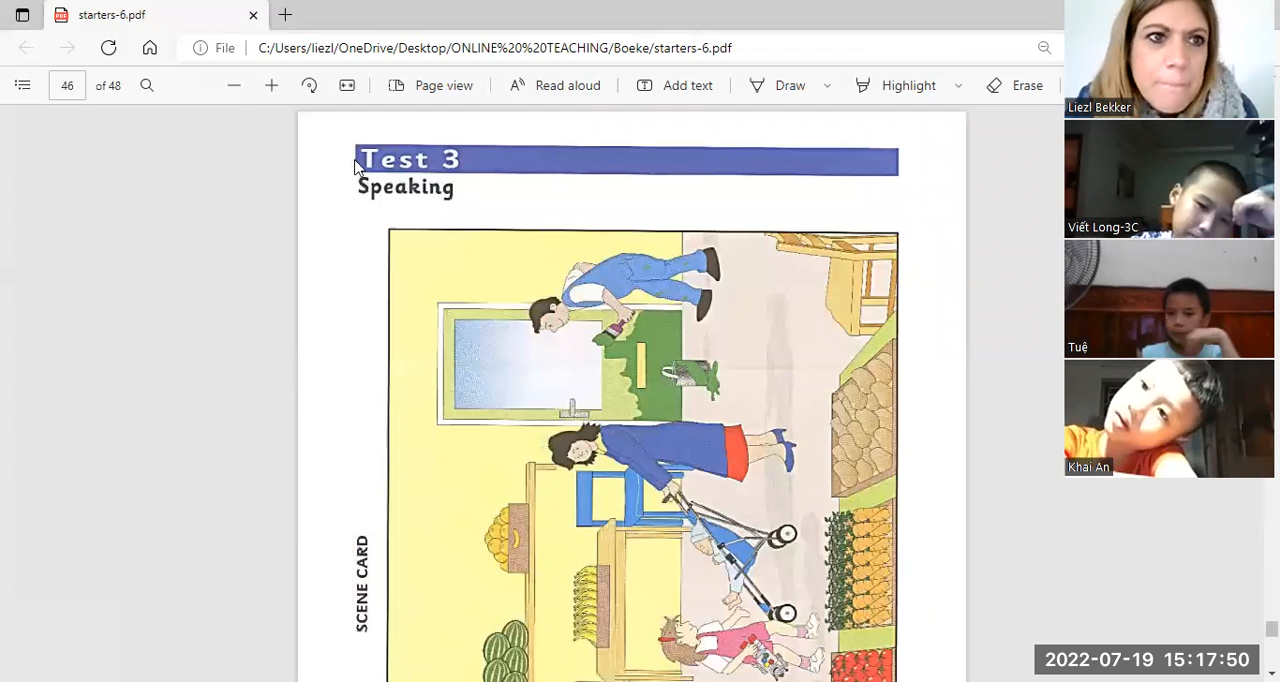 starters-6.pdf
File
C:/Users/liezl/OneDrive/Desktop/ONLINE%20%20TEACHING/Boeke/starters-6.pdf
46 of 48
Page view
Read aloud
Add text
Draw
Highlight
Erase
Test 3
Speaking
SCENE CARD
Liezl Bekker
Viết Long-3C
Tuệ
Khai An
2022-07-19 15:17:50